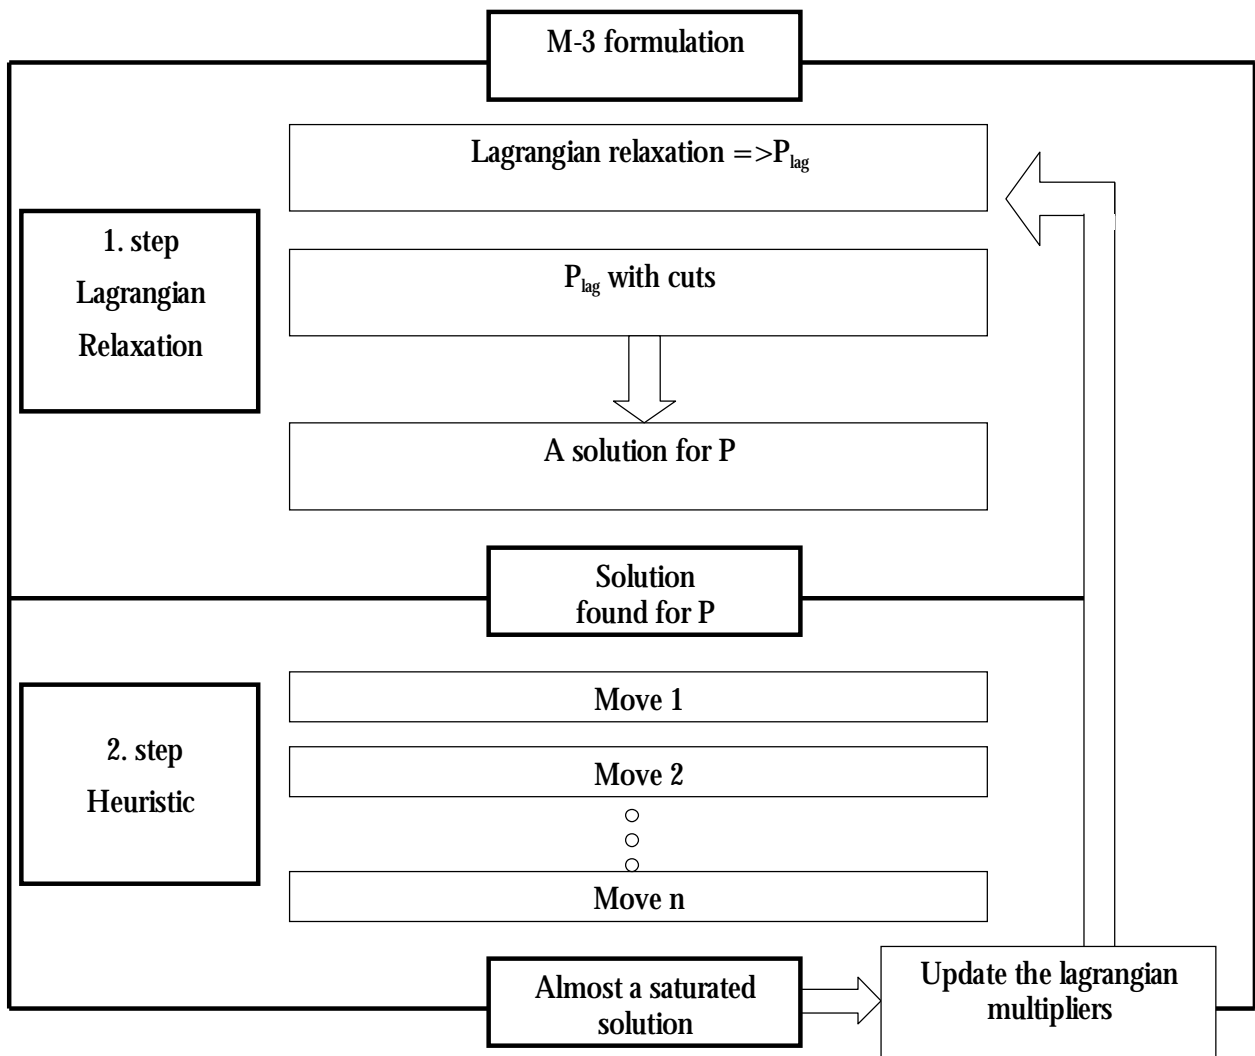 M-3 formulation
Lagrangian relaxation =>P_lag
1. step
Lagrangian
Relaxation
P_lag with cuts
A solution for P
Solution
found for P
Move 1
2. step
Heuristic
Move 2
Move n
Almost a saturated
solution
Update the lagrangian
multipliers